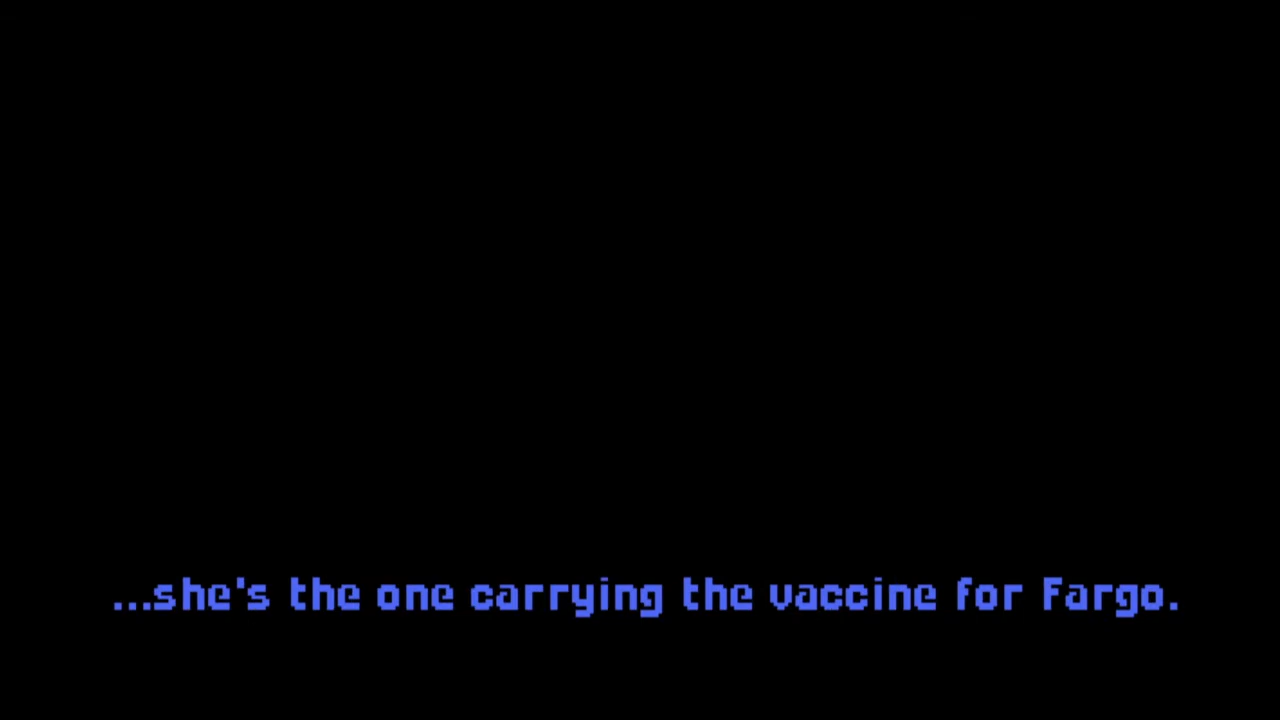 ...she's the one carrying the vaccine for Fargo.